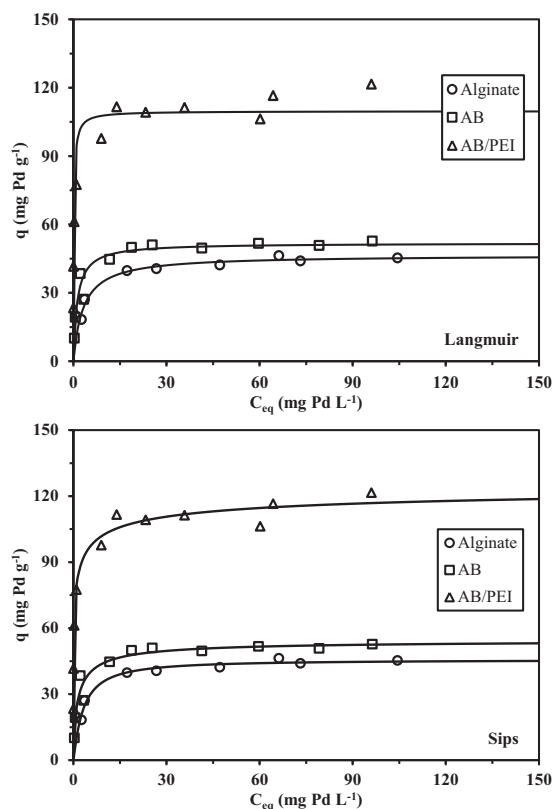 150
120
90
60
30
0
q (mg Pd g⁻¹)
Alginate
AB
AB/PEI
Langmuir
0 30 60 90 120 150
C_eq (mg Pd L⁻¹)
150
120
90
60
30
0
q (mg Pd g⁻¹)
Alginate
AB
AB/PEI
Sips
0 30 60 90 120 150
C_eq (mg Pd L⁻¹)